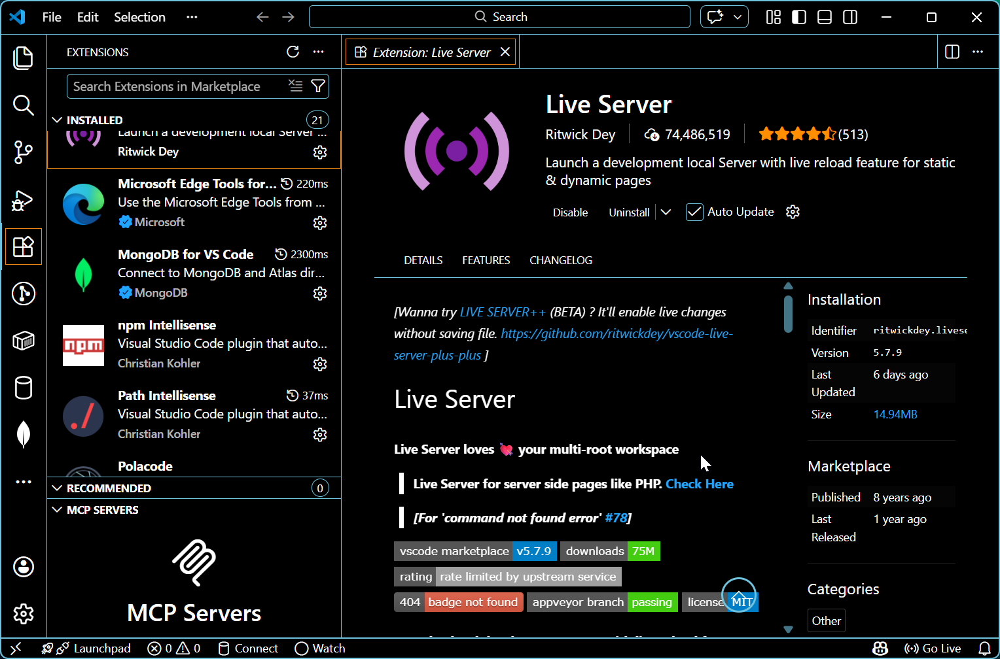 File Edit Selection ···
Search
EXTENSIONS
Extension: Live Server
Search Extensions in Marketplace
INSTALLED 21
Launch a development local Server ...
Ritwick Dey
Microsoft Edge Tools for... 220ms
Use the Microsoft Edge Tools from ...
Microsoft
MongoDB for VS Code 2300ms
Connect to MongoDB and Atlas dir...
MongoDB
npm Intellisense
Visual Studio Code plugin that auto...
Christian Kohler
npm
Path Intellisense 37ms
Visual Studio Code plugin that auto...
Christian Kohler
Polacode
RECOMMENDED 0
MCP SERVERS
MCP Servers
Live Server
Ritwick Dey 74,486,519 (513)
Launch a development local Server with live reload feature for static
& dynamic pages
Disable Uninstall Auto Update
DETAILS FEATURES CHANGELOG
[Wanna try LIVE SERVER++ (BETA) ? It'll enable live changes
without saving file. https://github.com/ritwickdey/vscode-live-
server-plus-plus ]
Live Server
Live Server loves 💘 your multi-root workspace
Live Server for server side pages like PHP. Check Here
[For 'command not found error' #78]
vscode marketplace v5.7.9 downloads 75M
rating rate limited by upstream service
404 badge not found appveyor branch passing license MIT
Installation
Identifier ritwickdey.livese
Version 5.7.9
Last Updated 6 days ago
Size 14.94MB
Marketplace
Published 8 years ago
Last Released 1 year ago
Categories
Other
Launchpad 0 0 Connect Watch
Go Live